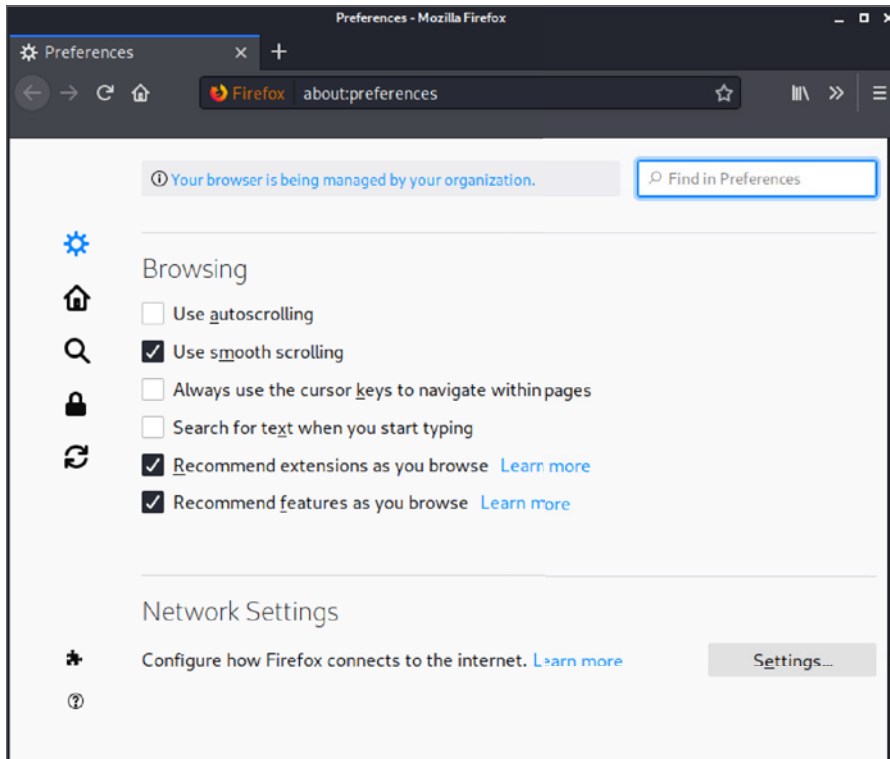 Preferences - Mozilla Firefox
Preferences
Firefox about:preferences
Your browser is being managed by your organization.
Find in Preferences
Browsing
Use autoscrolling
Use smooth scrolling
Always use the cursor keys to navigate within pages
Search for text when you start typing
Recommend extensions as you browse Learn more
Recommend features as you browse Learn more
Network Settings
Configure how Firefox connects to the internet. Learn more
Settings...